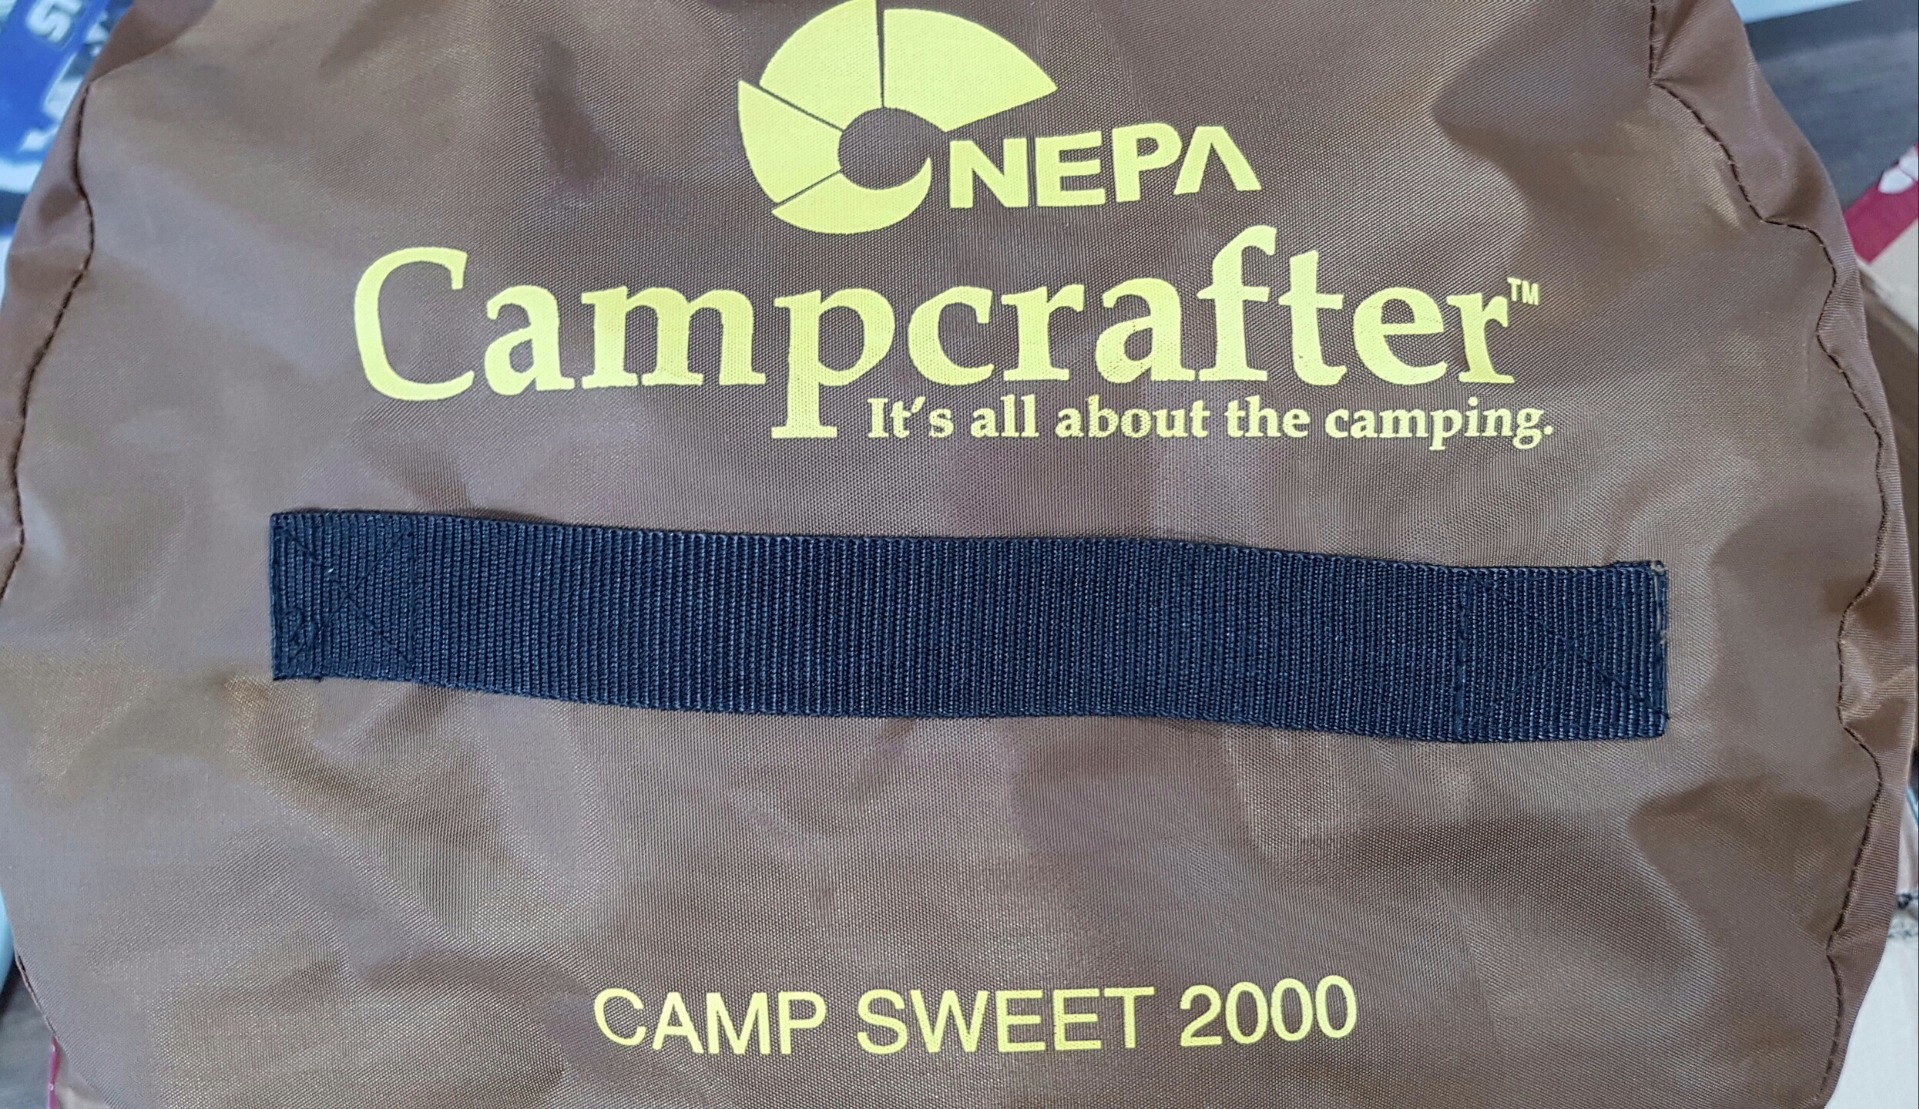 NEPA
Campcrafter™
It's all about the camping.
CAMP SWEET 2000